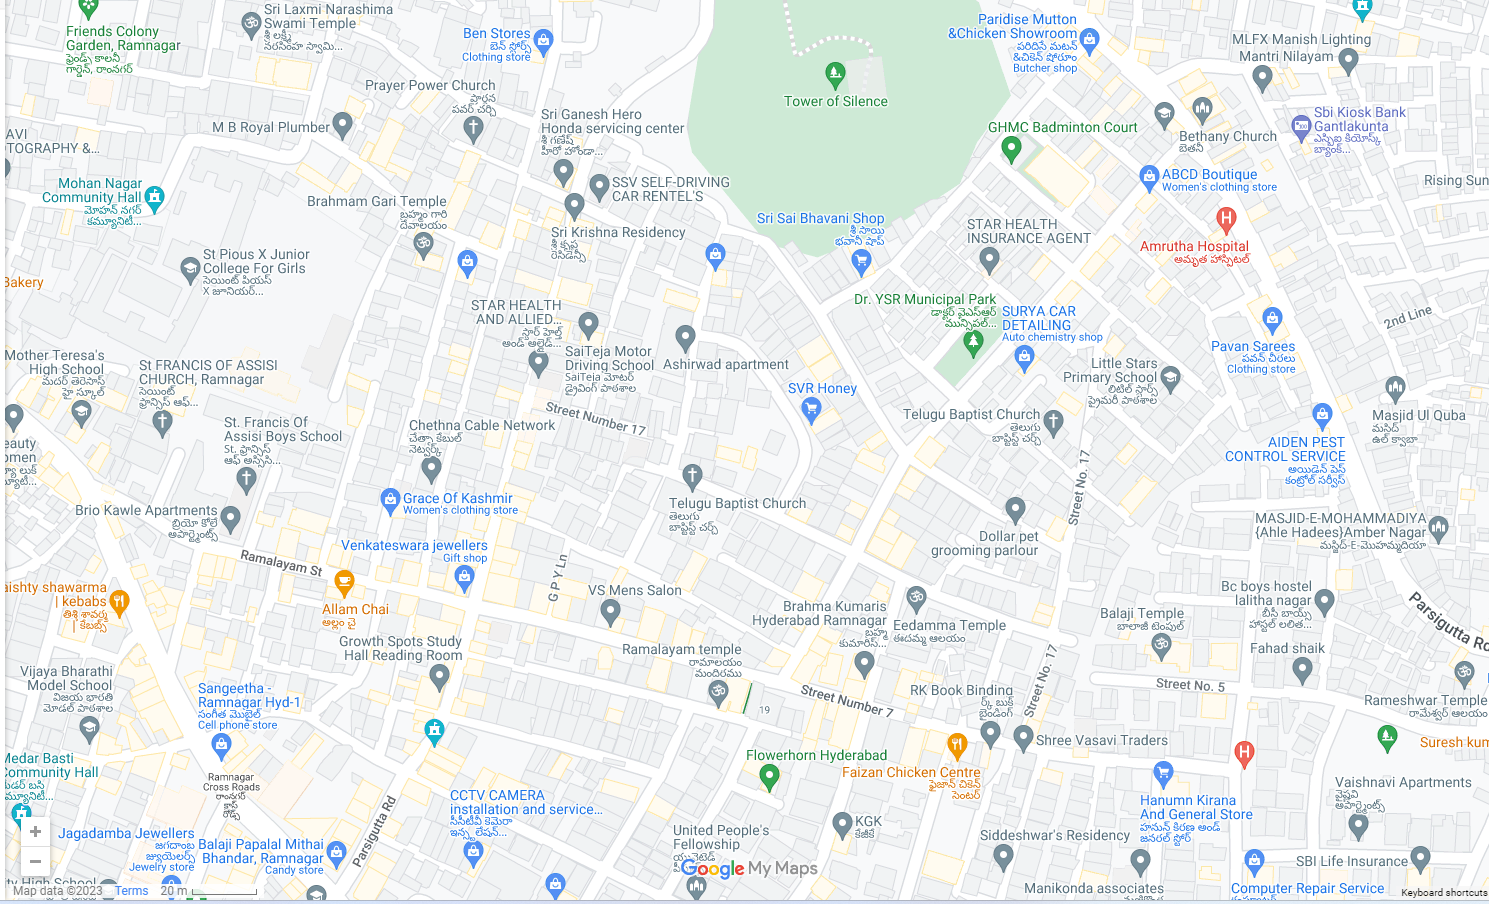 Friends Colony
Garden, Ramnagar
ఫ్రెండ్స్ కాలనీ
గార్డెన్, రాంనగర్
Sri Laxmi Narashima
Swami Temple
శ్రీ లక్ష్మీ
నరసింహ స్వామి...
Ben Stores
బెన్ స్టోర్స్
Clothing store
Paridise Mutton
&Chicken Showroom
పరిడిసే మటన్
&చికెన్ షోరూం
Butcher shop
MLFX Manish Lighting
Mantri Nilayam
Tower of Silence
Prayer Power Church
ప్రార్థన
పవర్ చర్చి
M B Royal Plumber
Sri Ganesh Hero
Honda servicing center
శ్రీ గణేష్
హీరో హోండా...
GHMC Badminton Court
Sbi Kiosk Bank
Gantlakunta
ఎస్బిఐ కియోస్క్
బ్యాంక్...
Bethany Church
బెతనీ
AVI
TOGRAPHY &...
Mohan Nagar
Community Hall
మోహన్ నగర్
కమ్యూనిటీ...
SSV SELF-DRIVING
CAR RENTEL'S
ABCD Boutique
Women's clothing store
Rising Sun
Brahmam Gari Temple
బ్రహ్మం గారి
దేవాలయం
Sri Krishna Residency
శ్రీ కృష్ణ
రెసిడెన్సీ
Sri Sai Bhavani Shop
శ్రీ సాయి
భవానీ షాప్
STAR HEALTH
INSURANCE AGENT
Amrutha Hospital
అమృత హాస్పిటల్
St Pious X Junior
College For Girls
సెయింట్ పియస్
X జూనియర్...
Bakery
STAR HEALTH
AND ALLIED...
స్టార్ హెల్త్
అండ్ అల్లైడ్...
Dr. YSR Municipal Park
డాక్టర్ వైఎస్ఆర్
మున్సిపల్...
SURYA CAR
DETAILING
Auto chemistry shop
2nd Line
Pavan Sarees
పవన్ చీరలు
Clothing store
Mother Teresa's
High School
మదర్ తెరెసాస్
హై స్కూల్
St FRANCIS OF ASSISI
CHURCH, Ramnagar
సెయింట్
ఫ్రాన్సిస్ ఆఫ్...
SaiTeja Motor
Driving School
SaiTeja మోటర్
డ్రైవింగ్ పాఠశాల
Ashirwad apartment
Little Stars
Primary School
లిటిల్ స్టార్స్
ప్రైమరీ పాఠశాల
SVR Honey
Street Number 17
Telugu Baptist Church
తెలుగు
బాప్టిస్ట్ చర్చ్
Masjid Ul Quba
మస్జిద్
ఉల్ క్వాబా
St. Francis Of
Assisi Boys School
St. ఫ్రాన్సిస్
ఆఫ్ అస్సిసి...
Chethna Cable Network
చేత్నా కేబుల్
నెట్వర్క్
AIDEN PEST
CONTROL SERVICE
అయిడెన్ పెస్ట్
కంట్రోల్ సర్వీస్
eauty
omen
Brio Kawle Apartments
బ్రియో కోలే
అపార్ట్మెంట్స్
Grace Of Kashmir
Women's clothing store
Telugu Baptist Church
తెలుగు
బాప్టిస్ట్ చర్చ్
Street No. 17
MASJID-E-MOHAMMADIYA
{Ahle Hadees}Amber Nagar
మస్జిద్-E-మొహమ్మదియా
Dollar pet
grooming parlour
Venkateswara jewellers
Gift shop
Ramalayam St
G P Y Ln
aishty shawarma
| kebabs
తిశ్తి శావర్మ
| కేబబ్స్
Allam Chai
అల్లం చై
VS Mens Salon
Brahma Kumaris
Hyderabad Ramnagar
బ్రహ్మ
కుమారీస్...
Eedamma Temple
ఈదమ్మ ఆలయం
Bc boys hostel
lalitha nagar
బీసీ బాయ్స్
హాస్టల్ లలిత...
Parsigutta Rd
Balaji Temple
బాలాజీ టెంపుల్
Growth Spots Study
Hall Reading Room
Ramalayam temple
రామాలయం
మందిరము
Fahad shaik
Vijaya Bharathi
Model School
విజయ భారతి
మోడల్ పాఠశాల
Sangeetha -
Ramnagar Hyd-1
సంగీత మొబైల్
Cell phone store
Street Number 7
19
RK Book Binding
ర్క్ బుక్
బైండింగ్
Street No. 17
Street No. 5
Rameshwar Temple
రామేశ్వర్ ఆలయం
Shree Vasavi Traders
Suresh kum
Medar Basti
Community Hall
మెడర్ బస్తి
కమ్యూనిటీ...
Flowerhorn Hyderabad
Faizan Chicken Centre
ఫైజాన్ చికెన్
సెంటర్
Ramnagar
Cross Roads
రాంనగర్
క్రాస్
రోడ్స్
Vaishnavi Apartments
వైష్ణవి
అపార్ట్మెంట్స్
CCTV CAMERA
installation and service...
సీసీటీవీ కెమెరా
ఇన్స్టలేషన్...
Hanumn Kirana
And General Store
హనుమన్ కిరణ అండ్
జనరల్ స్టోర్
Parsigutta Rd
Jagadamba Jewellers
జగదాంబ
జ్యుయెలర్స్
Jewelry store
Balaji Papalal Mithai
Bhandar, Ramnagar
Candy store
United People's
Fellowship
యునైటెడ్
KGK
కేజీకే
Siddeshwar's Residency
SBI Life Insurance
Google My Maps
ty High School
Manikonda associates
Computer Repair Service
Map data ©2023 Terms 20 m
Keyboard shortcuts